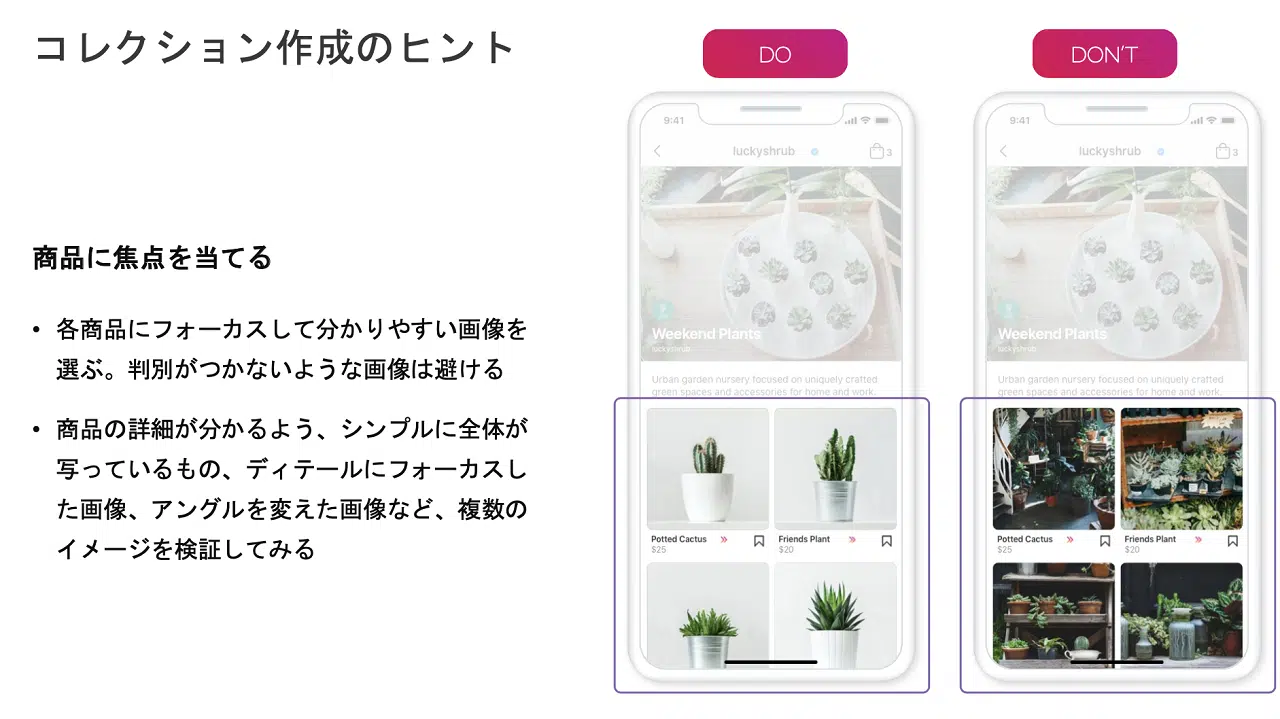 コレクション作成のヒント
商品に焦点を当てる
• 各商品にフォーカスして分かりやすい画像を
選ぶ。判別がつかないような画像は避ける
• 商品の詳細が分かるよう、シンプルに全体が
写っているもの、ディテールにフォーカスし
た画像、アングルを変えた画像など、複数の
イメージを検証してみる
DO
9:41
luckyshrub
3
Weekend Plants
luckyshrub
Urban garden nursery focused on uniquely crafted
green spaces and accessories for home and work.
Potted Cactus
$25
Friends Plant
$20
DON'T
9:41
luckyshrub
3
Weekend Plants
luckyshrub
Urban garden nursery focused on uniquely crafted
green spaces and accessories for home and work.
Potted Cactus
$25
Friends Plant
$20